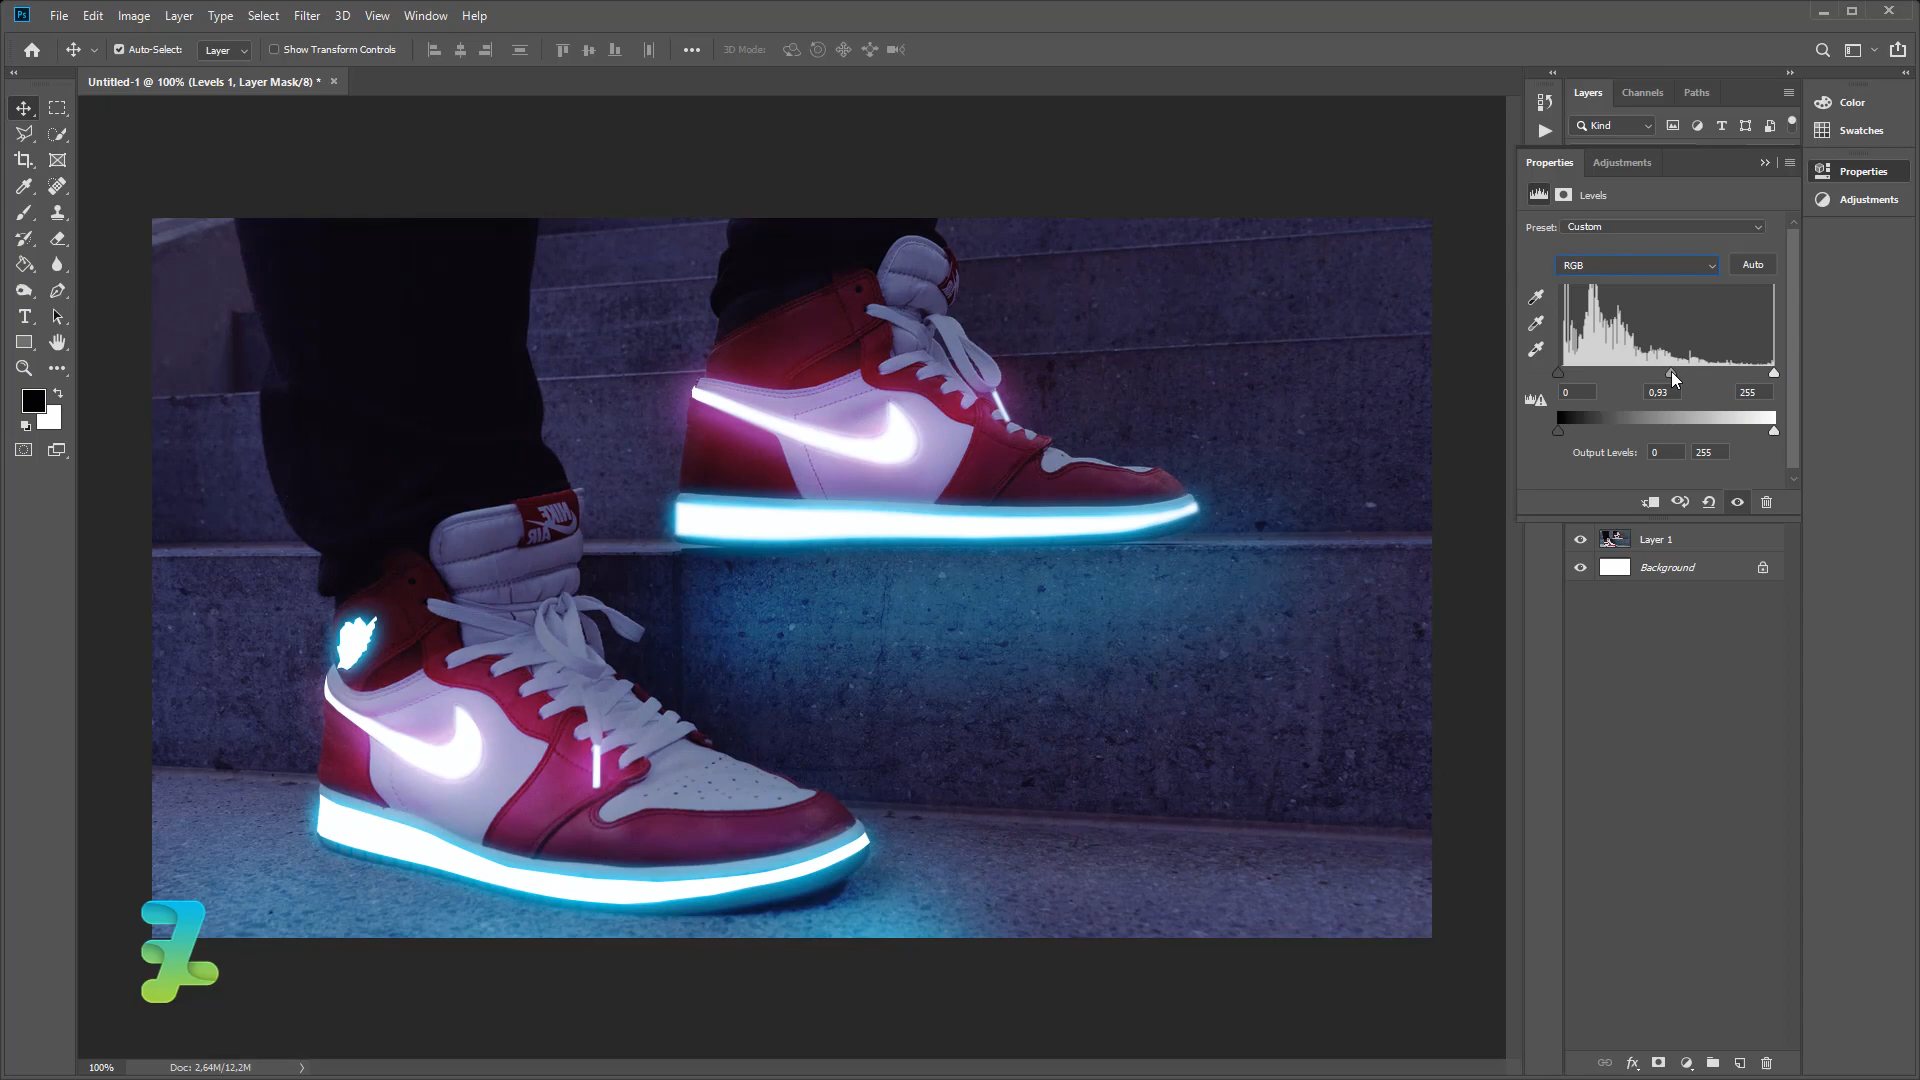 Ps File Edit Image Layer Type Select Filter 3D View Window Help
Auto-Select: Layer Show Transform Controls 3D Mode:
Untitled-1 @ 100% (Levels 1, Layer Mask/8) *
Layers Channels Paths
Kind
Color
Swatches
Properties
Adjustments
Properties Adjustments
Levels
Preset: Custom
RGB Auto
0 0,93 255
Output Levels: 0 255
Layer 1
Background
NIKE
AIR
100% Doc: 2,64M/12,2M
fx